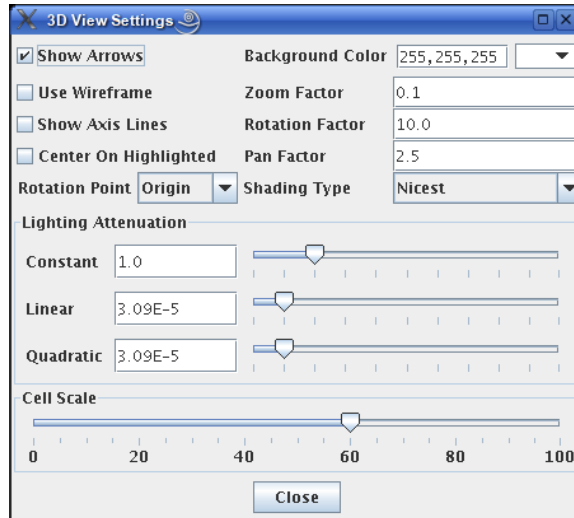 3D View Settings
Show Arrows Background Color 255,255,255
Use Wireframe Zoom Factor 0.1
Show Axis Lines Rotation Factor 10.0
Center On Highlighted Pan Factor 2.5
Rotation Point Origin Shading Type Nicest
Lighting Attenuation
Constant 1.0
Linear 3.09E-5
Quadratic 3.09E-5
Cell Scale
0 20 40 60 80 100
Close